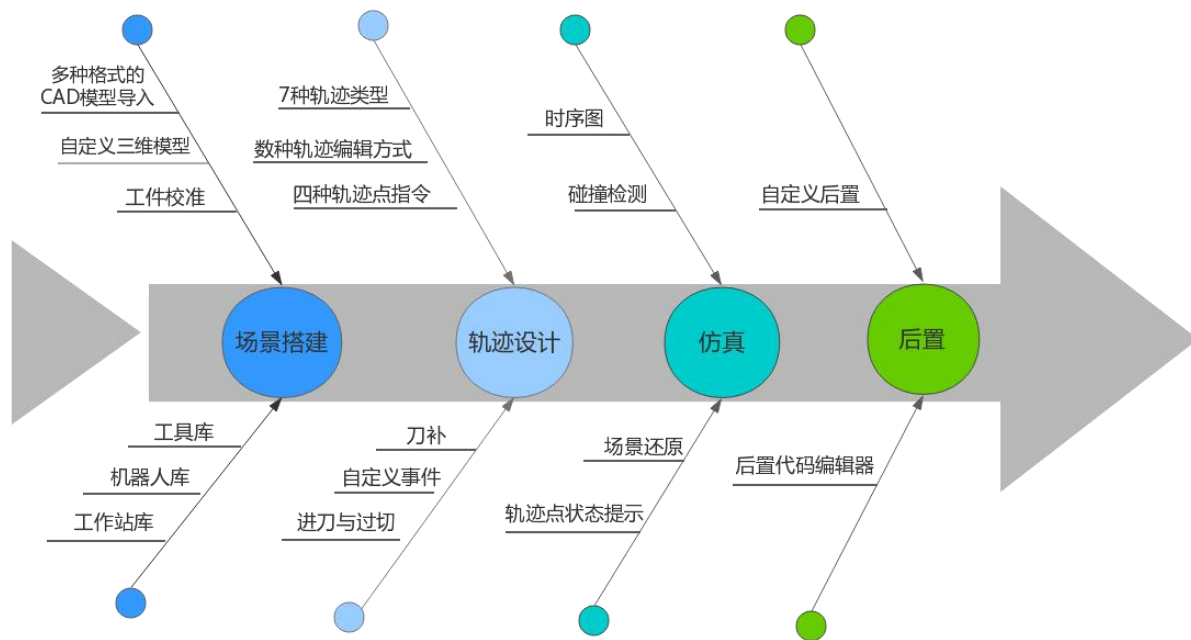 多种格式的
CAD模型导入
自定义三维模型
工件校准
7种轨迹类型
数种轨迹编辑方式
四种轨迹点指令
时序图
碰撞检测
自定义后置
场景搭建
轨迹设计
仿真
后置
工具库
机器人库
工作站库
刀补
自定义事件
进刀与过切
场景还原
轨迹点状态提示
后置代码编辑器